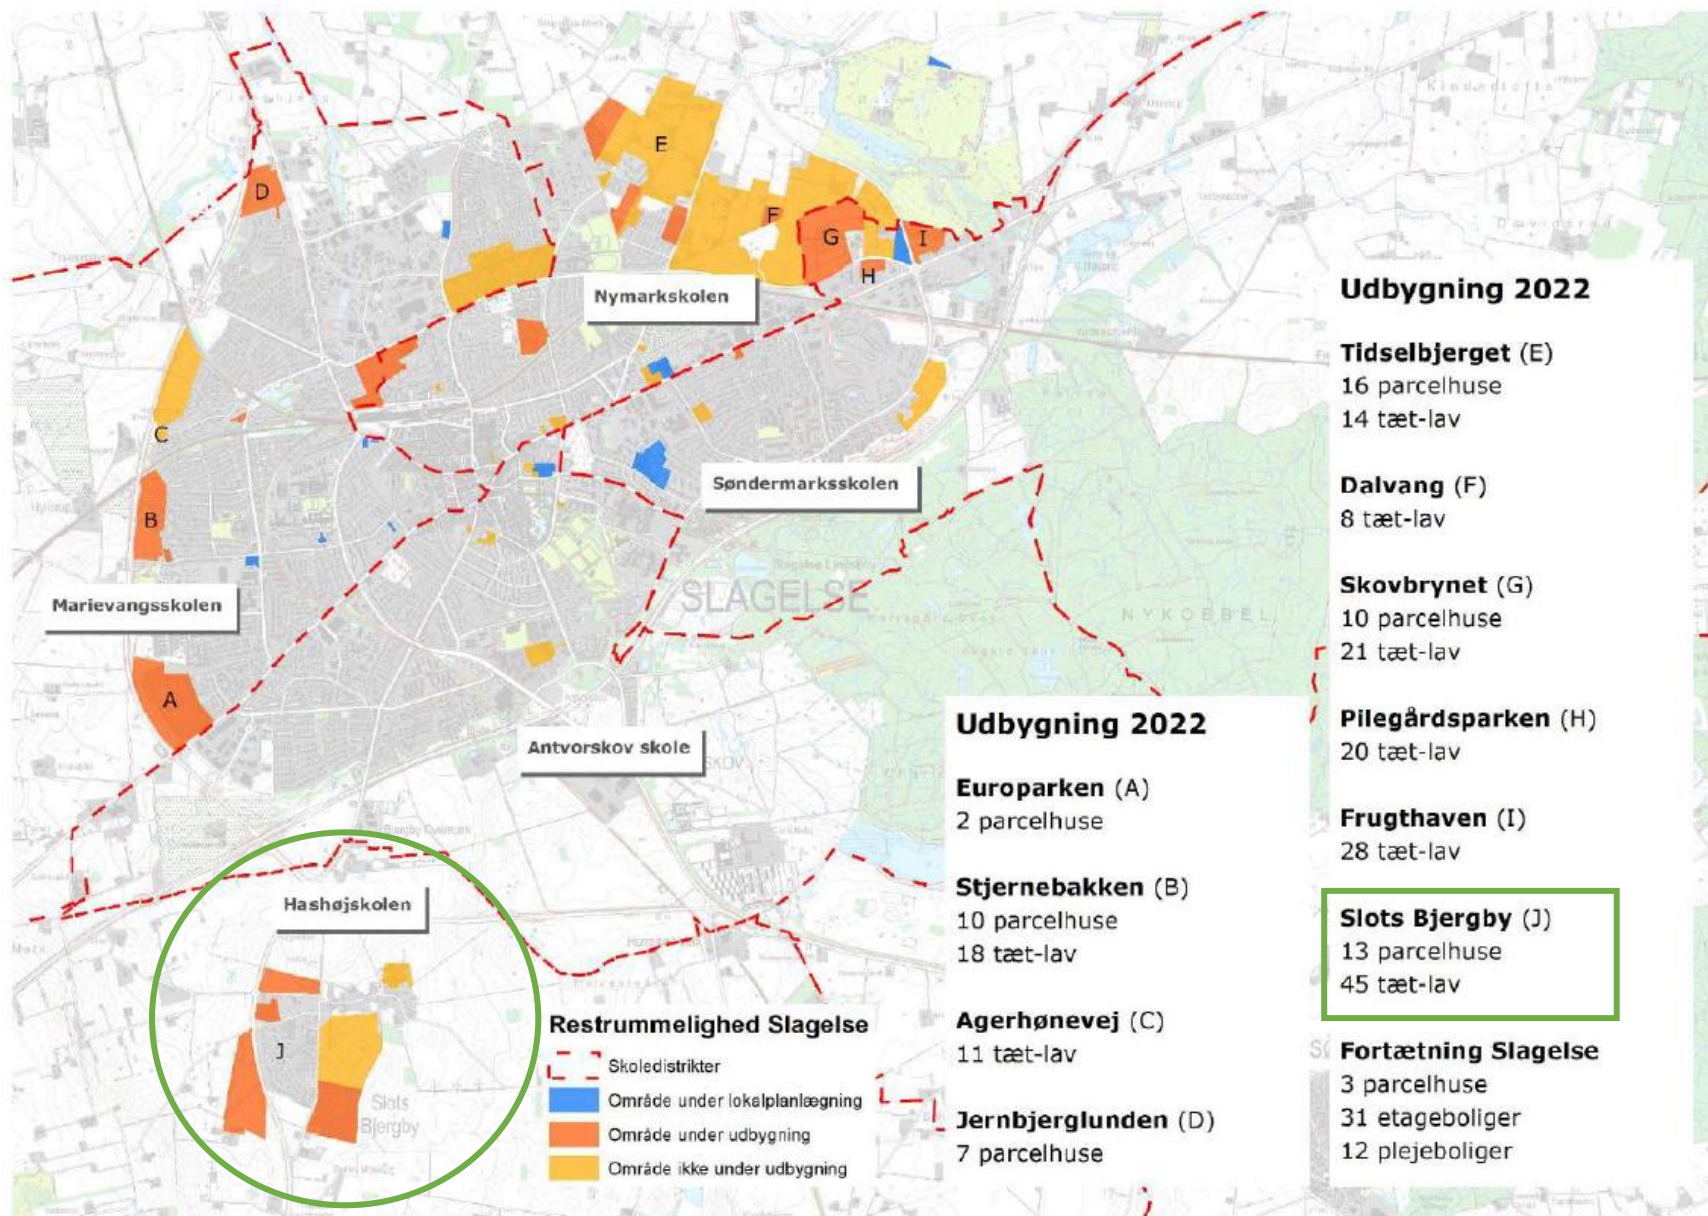 E
D
F
G
I
H
Nymarkskolen
C
Søndermarksskolen
B
SLAGELSE
NYKOBBEL
Marievangsskolen
A
Antvorskov skole
Hashøjskolen
J
Slots
Bjergby
Restrummelighed Slagelse
Skoledistrikter
Område under lokalplanlægning
Område under udbygning
Område ikke under udbygning
Udbygning 2022
Europarken (A)
2 parcelhuse
Stjernebakken (B)
10 parcelhuse
18 tæt-lav
Agerhønevej (C)
11 tæt-lav
Jernbjerglunden (D)
7 parcelhuse
Udbygning 2022
Tidselbjerget (E)
16 parcelhuse
14 tæt-lav
Dalvang (F)
8 tæt-lav
Skovbrynet (G)
10 parcelhuse
21 tæt-lav
Pilegårdsparken (H)
20 tæt-lav
Frugthaven (I)
28 tæt-lav
Slots Bjergby (J)
13 parcelhuse
45 tæt-lav
Fortætning Slagelse
3 parcelhuse
31 etageboliger
12 plejeboliger